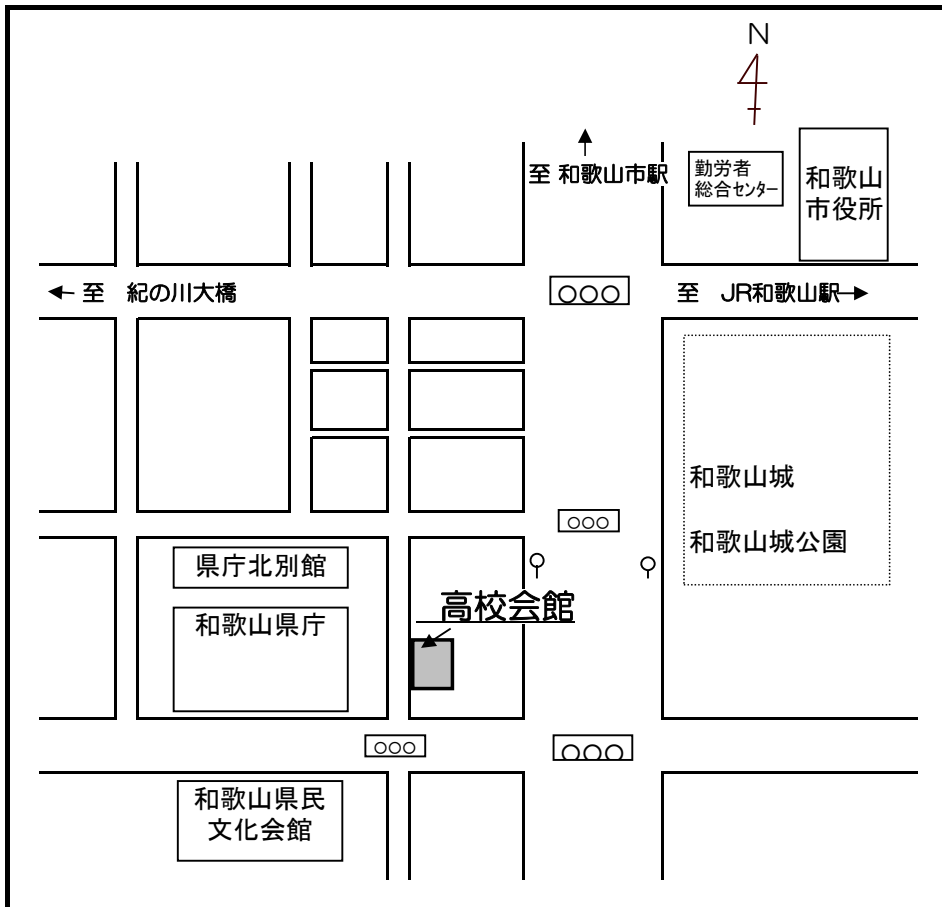 N
至 和歌山市駅
勤労者
総合センター
和歌山
市役所
← 至 紀の川大橋
○○○
至 JR和歌山駅→
和歌山城
○○○
和歌山城公園
県庁北別館
高校会館
和歌山県庁
○○○
○○○
和歌山県民
文化会館